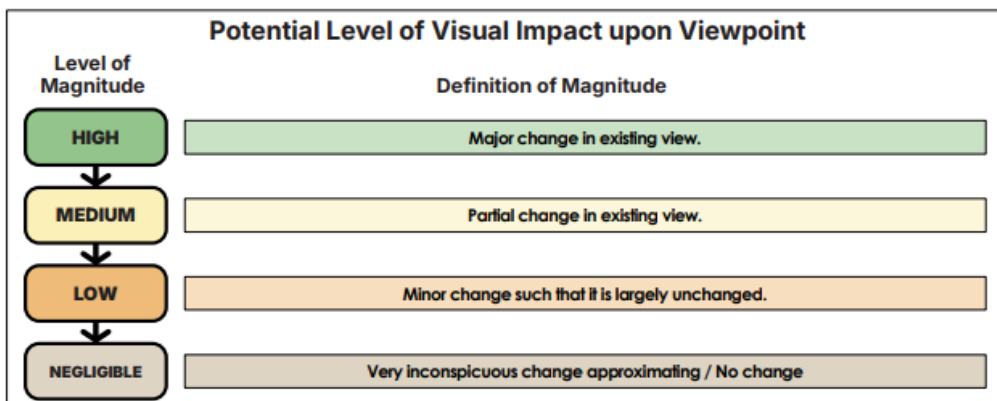 Potential Level of Visual Impact upon Viewpoint
Level of
Magnitude
Definition of Magnitude
HIGH
Major change in existing view.
MEDIUM
Partial change in existing view.
LOW
Minor change such that it is largely unchanged.
NEGLIGIBLE
Very inconspicuous change approximating / No change